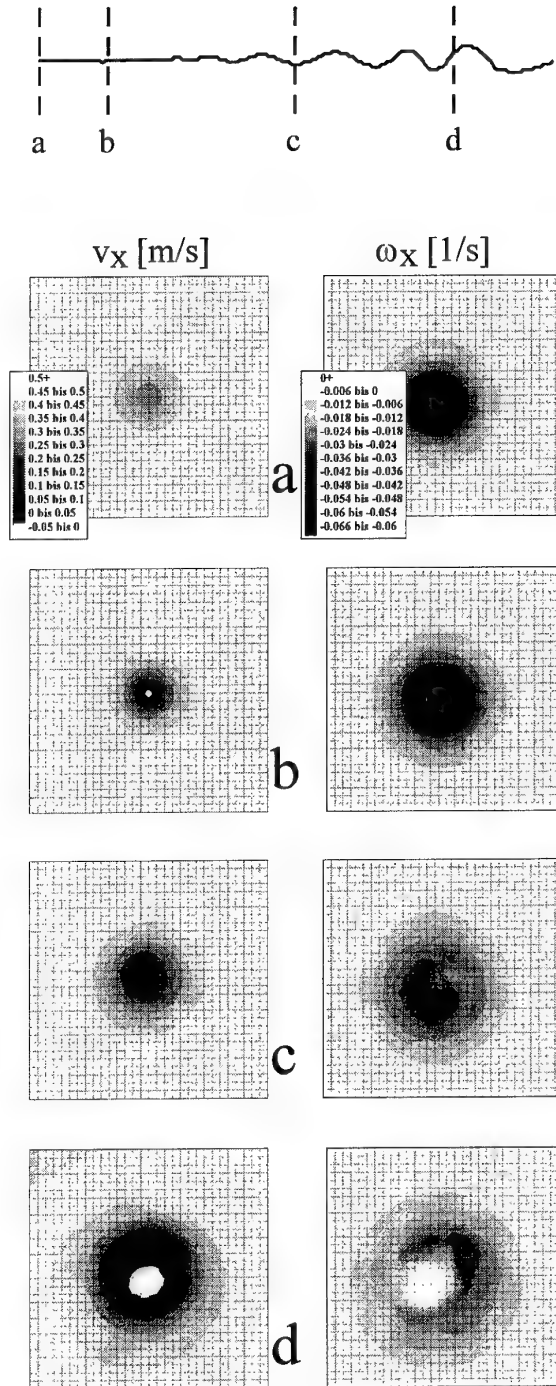 a b c d
vx [m/s] ωx [1/s]
0.5+
0.45 bis 0.5
0.4 bis 0.45
0.35 bis 0.4
0.3 bis 0.35
0.25 bis 0.3
0.2 bis 0.25
0.15 bis 0.2
0.1 bis 0.15
0.05 bis 0.1
0 bis 0.05
-0.05 bis 0
0+
-0.006 bis 0
-0.012 bis -0.006
-0.018 bis -0.012
-0.024 bis -0.018
-0.03 bis -0.024
-0.036 bis -0.03
-0.042 bis -0.036
-0.048 bis -0.042
-0.054 bis -0.048
-0.06 bis -0.054
-0.066 bis -0.06
a
b
c
d